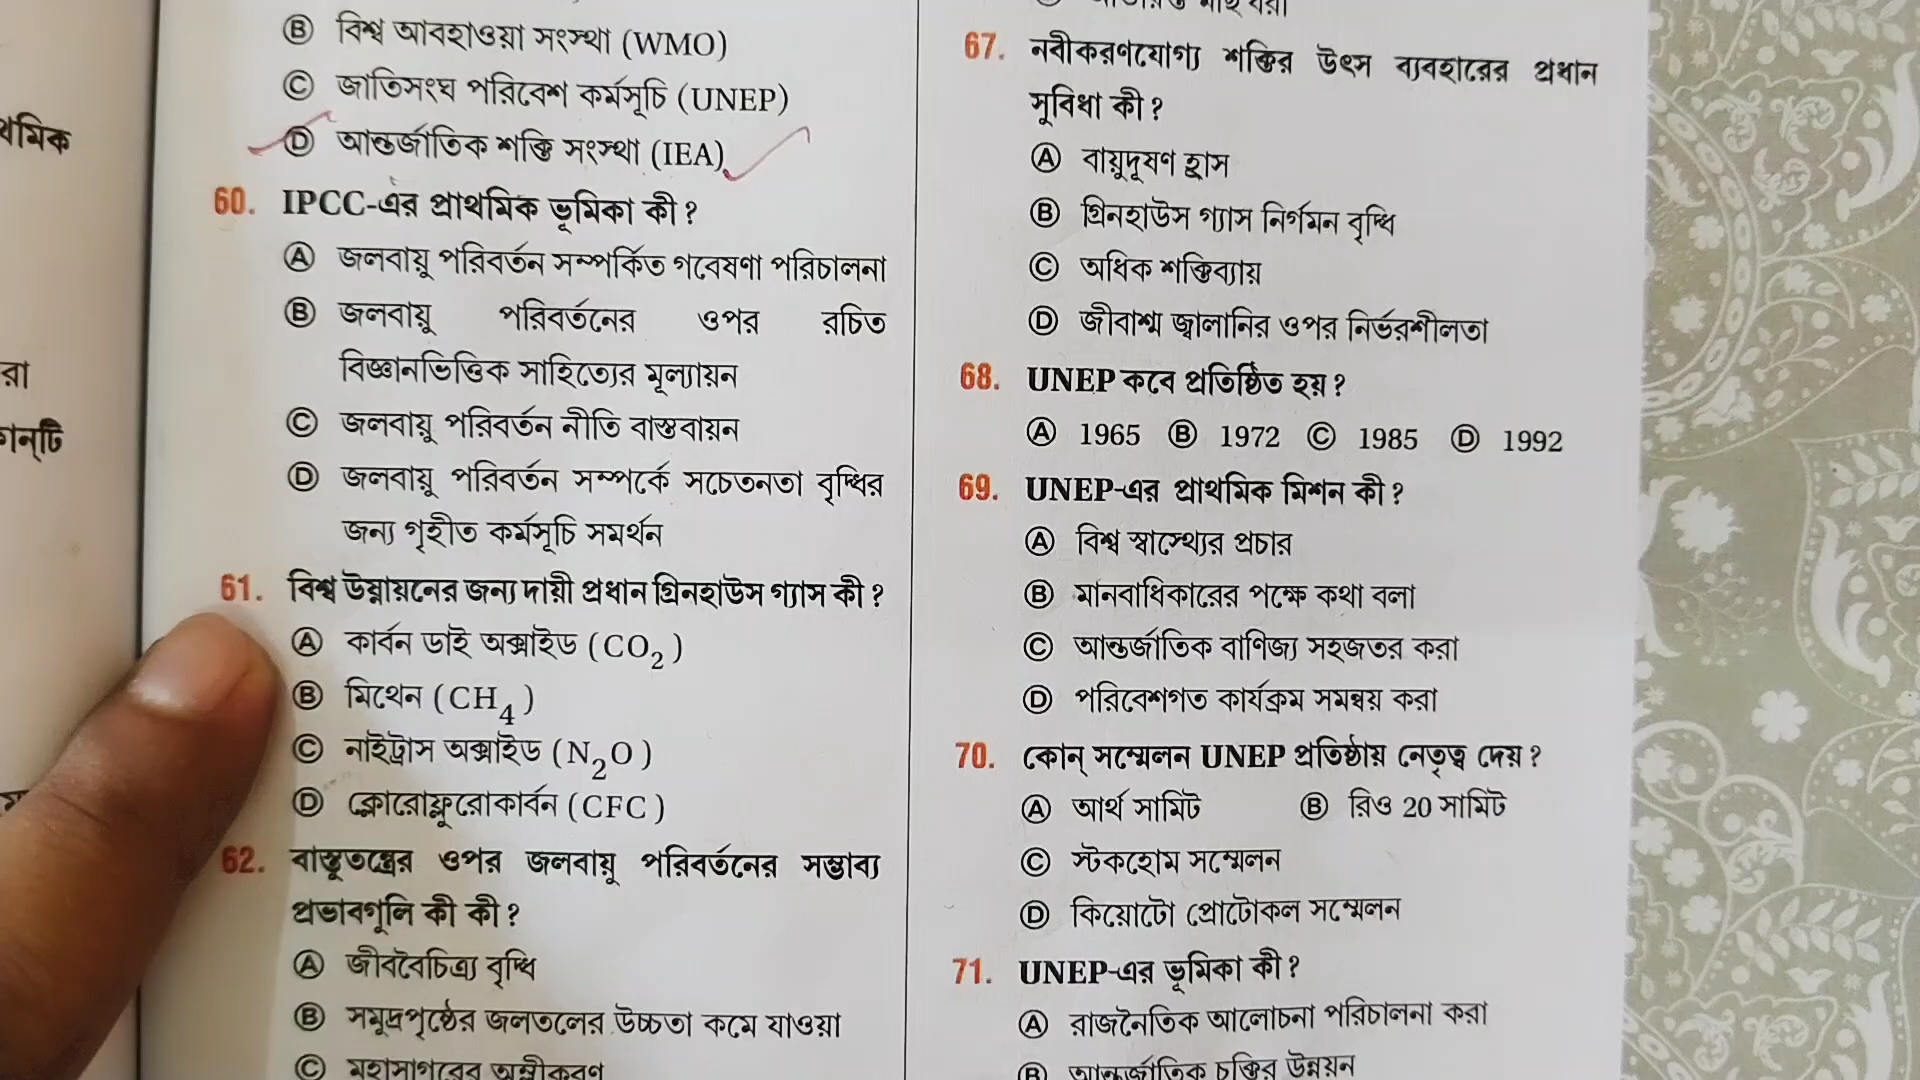 থমিক
রা
Ⓑ বিশ্ব আবহাওয়া সংস্থা (WMO)
Ⓒ জাতিসংঘ পরিবেশ কর্মসূচি (UNEP)
Ⓓ আন্তর্জাতিক শক্তি সংস্থা (IEA)
60. IPCC-এর প্রাথমিক ভূমিকা কী?
Ⓐ জলবায়ু পরিবর্তন সম্পর্কিত গবেষণা পরিচালনা
Ⓑ জলবায়ু পরিবর্তনের ওপর রচিত
বিজ্ঞানভিত্তিক সাহিত্যের মূল্যায়ন
Ⓒ জলবায়ু পরিবর্তন নীতি বাস্তবায়ন
Ⓓ জলবায়ু পরিবর্তন সম্পর্কে সচেতনতা বৃদ্ধির
জন্য গৃহীত কর্মসূচি সমর্থন
61. বিশ্ব উষ্ণায়নের জন্য দায়ী প্রধান গ্রিনহাউস গ্যাস কী?
Ⓐ কার্বন ডাই অক্সাইড (CO₂)
Ⓑ মিথেন (CH₄)
Ⓒ নাইট্রাস অক্সাইড (N₂O)
Ⓓ ক্লোরোফ্লুরোকার্বন (CFC)
62. বাস্তুতন্ত্রের ওপর জলবায়ু পরিবর্তনের সম্ভাব্য
প্রভাবগুলি কী কী?
Ⓐ জীববৈচিত্র্য বৃদ্ধি
Ⓑ সমুদ্রপৃষ্ঠের জলতলের উচ্চতা কমে যাওয়া
Ⓒ মহাসাগরের অম্লীকরণ
67. নবীকরণযোগ্য শক্তির উৎস ব্যবহারের প্রধান
সুবিধা কী?
Ⓐ বায়ুদূষণ হ্রাস
Ⓑ গ্রিনহাউস গ্যাস নির্গমন বৃদ্ধি
Ⓒ অধিক শক্তিব্যায়
Ⓓ জীবাশ্ম জ্বালানির ওপর নির্ভরশীলতা
68. UNEP কবে প্রতিষ্ঠিত হয়?
Ⓐ 1965 Ⓑ 1972 Ⓒ 1985 Ⓓ 1992
69. UNEP-এর প্রাথমিক মিশন কী?
Ⓐ বিশ্ব স্বাস্থ্যের প্রচার
Ⓑ মানবাধিকারের পক্ষে কথা বলা
Ⓒ আন্তর্জাতিক বাণিজ্য সহজতর করা
Ⓓ পরিবেশগত কার্যক্রম সমন্বয় করা
70. কোন্ সম্মেলন UNEP প্রতিষ্ঠায় নেতৃত্ব দেয়?
Ⓐ আর্থ সামিট Ⓑ রিও 20 সামিট
Ⓒ স্টকহোম সম্মেলন
Ⓓ কিয়োটো প্রোটোকল সম্মেলন
71. UNEP-এর ভূমিকা কী?
Ⓐ রাজনৈতিক আলোচনা পরিচালনা করা
Ⓑ আন্তর্জাতিক চুক্তির উন্নয়ন